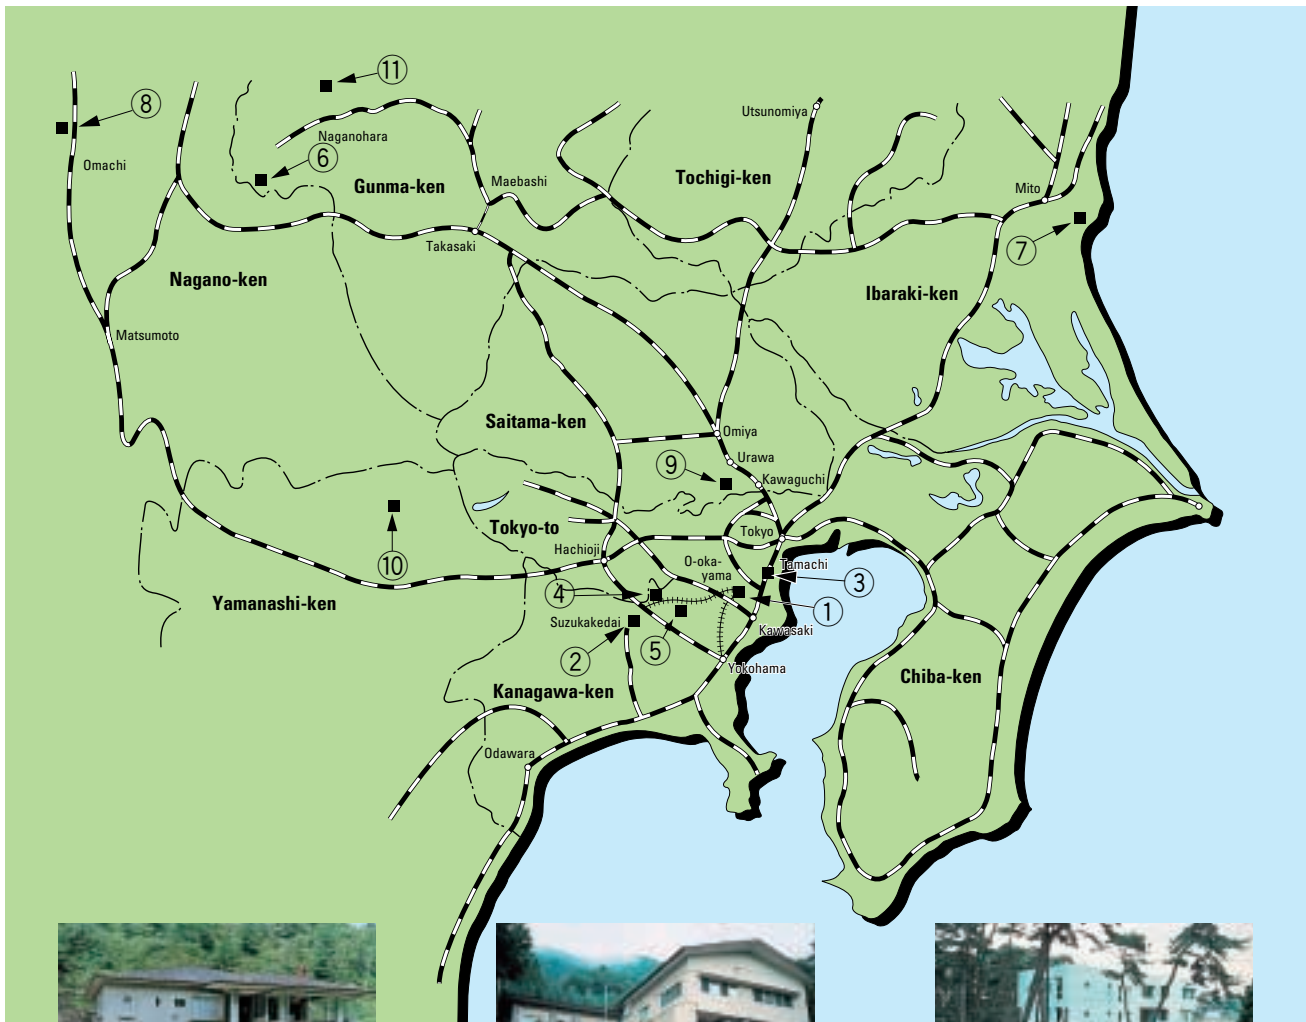 ⑪
⑧
Utsunomiya
Naganohara
Omachi
⑥
Gunma-ken
Maebashi
Tochigi-ken
Mito
Takasaki
⑦
Nagano-ken
Ibaraki-ken
Matsumoto
Saitama-ken
Omiya
Urawa
⑨
Kawaguchi
Tokyo-to
Tokyo
Hachioji
⑩
O-oka-
yama
Tamachi
③
④
①
Yamanashi-ken
Suzukakedai
Kawasaki
②
⑤
Yokohama
Chiba-ken
Kanagawa-ken
Odawara